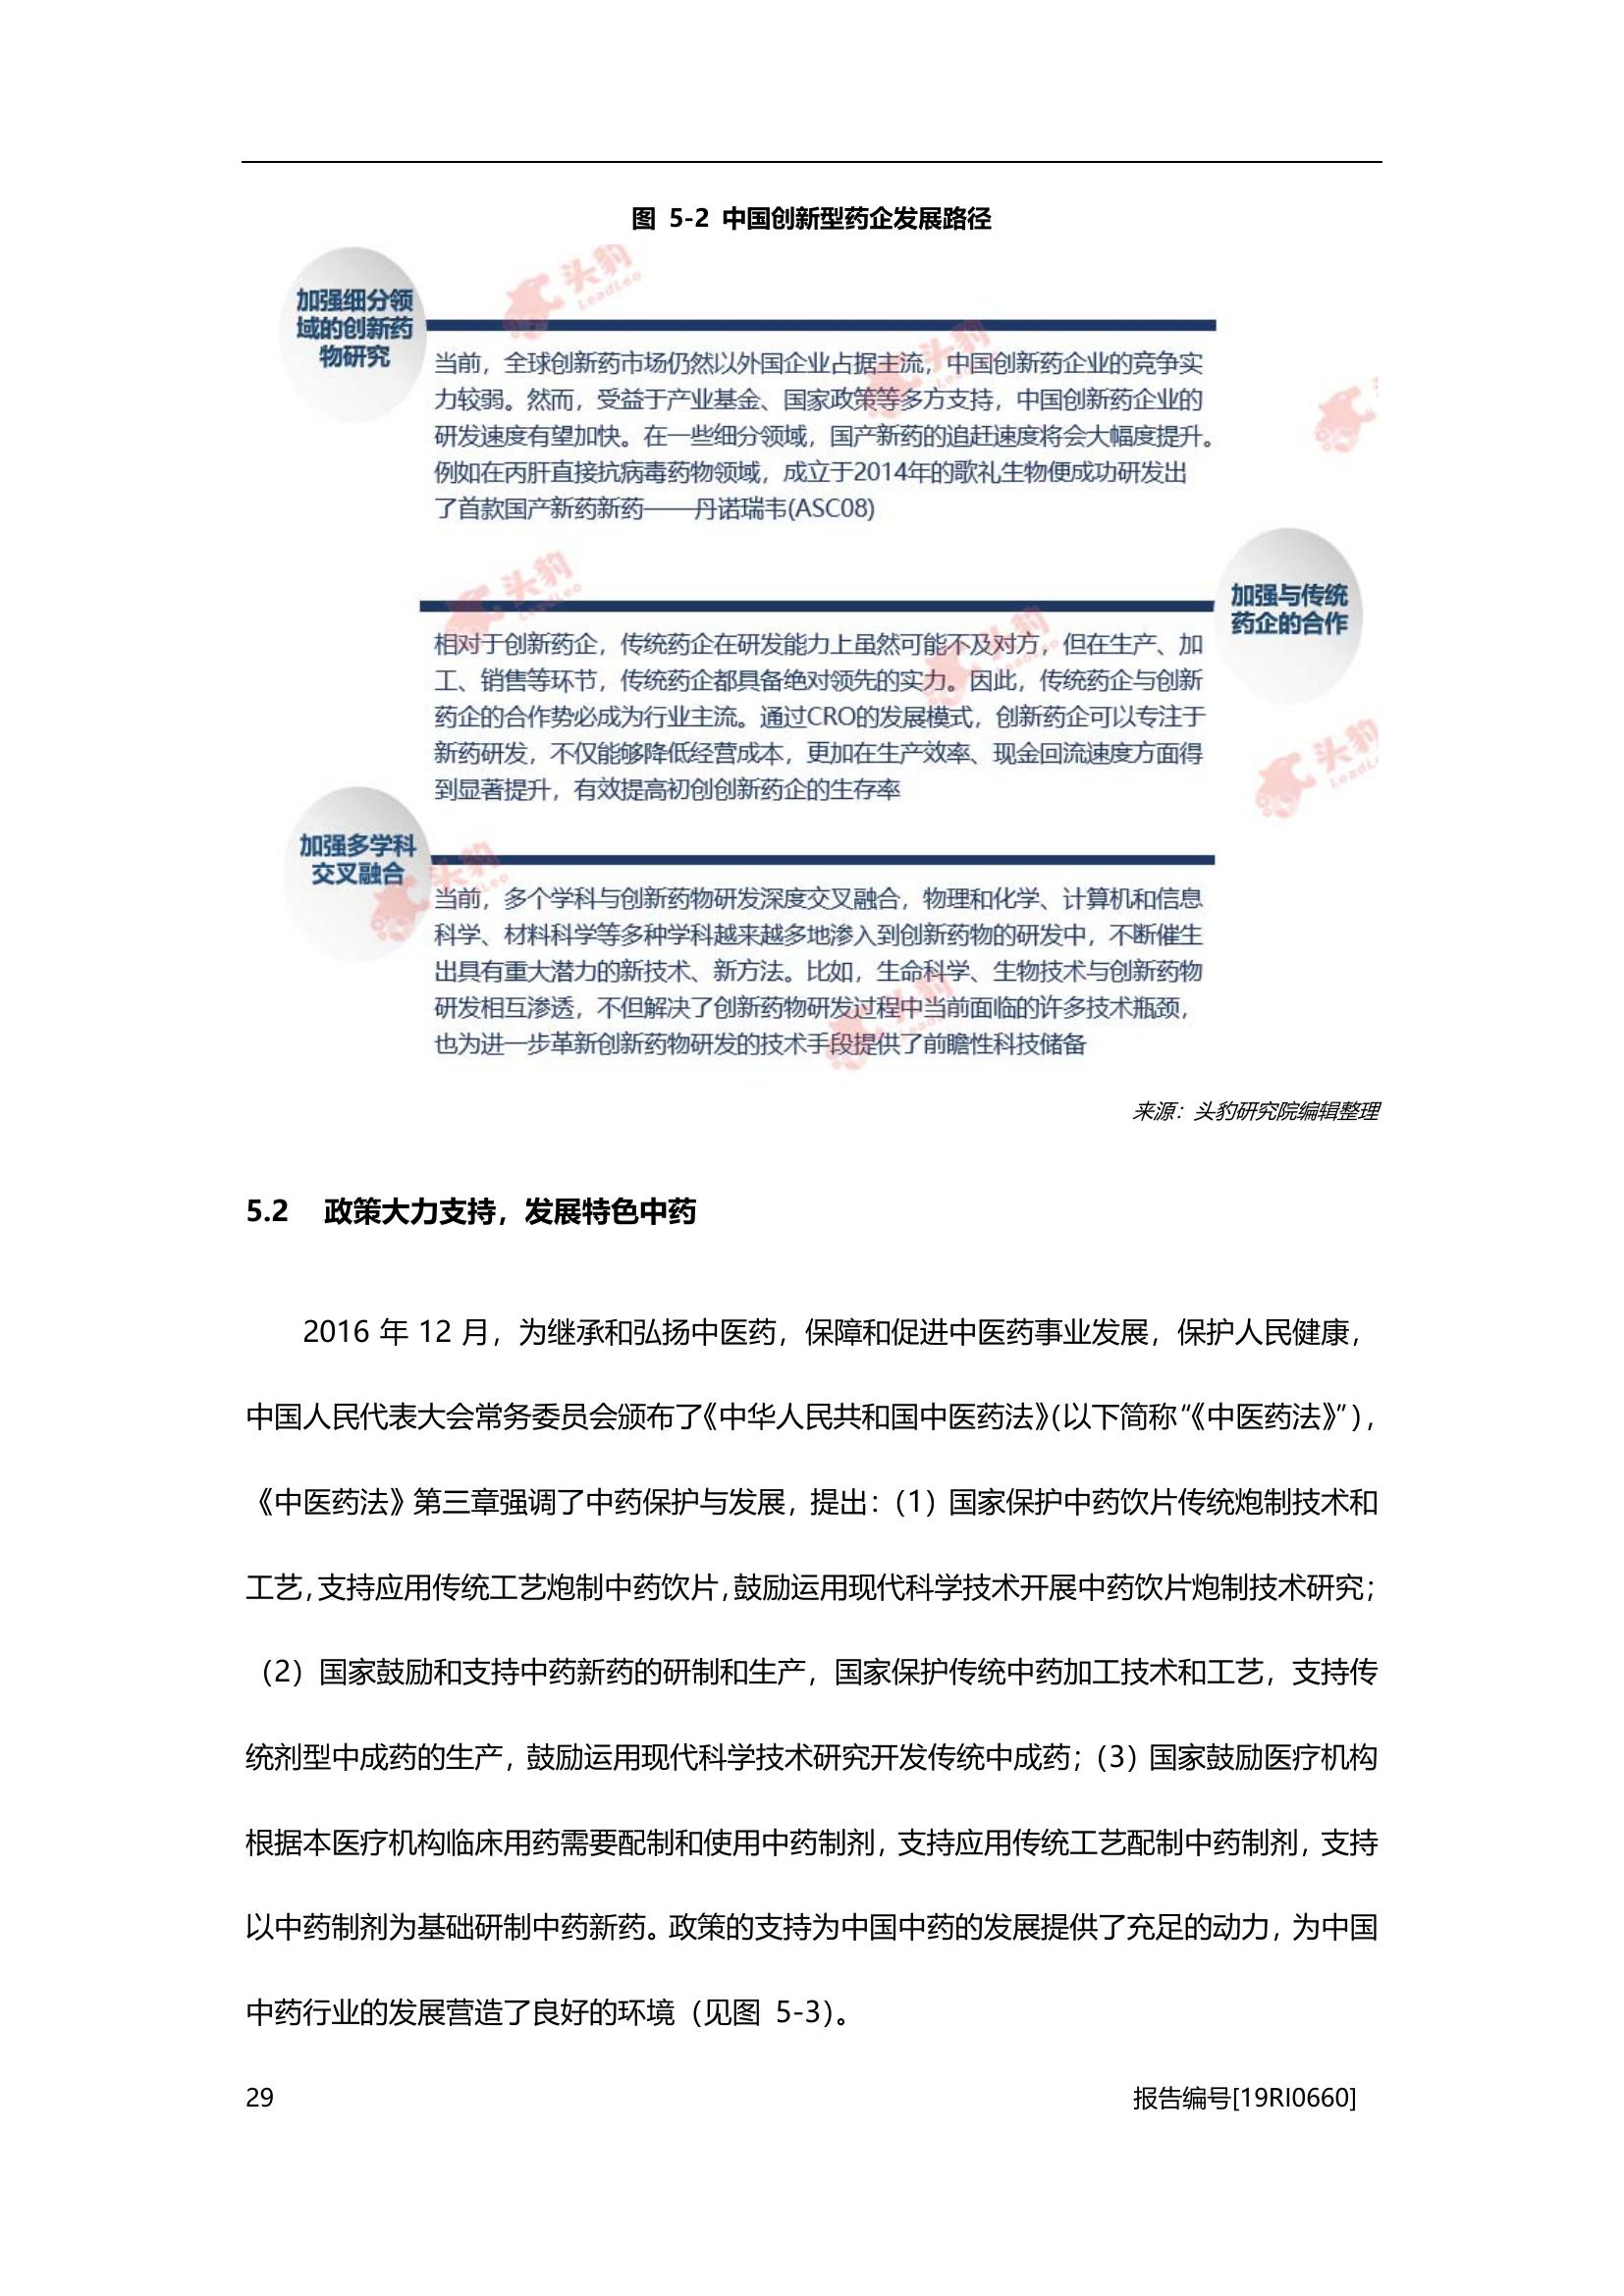 图 5-2 中国创新型药企发展路径
加强细分领
域的创新药
物研究
当前，全球创新药市场仍然以外国企业占据主流，中国创新药企业的竞争实
力较弱。然而，受益于产业基金、国家政策等多方支持，中国创新药企业的
研发速度有望加快。在一些细分领域，国产新药的追赶速度将会大幅度提升。
例如在丙肝直接抗病毒药物领域，成立于2014年的歌礼生物便成功研发出
了首款国产新药新药——丹诺瑞韦(ASC08)
加强与传统
药企的合作
相对于创新药企，传统药企在研发能力上虽然可能不及对方，但在生产、加
工、销售等环节，传统药企都具备绝对领先的实力。因此，传统药企与创新
药企的合作势必成为行业主流。通过CRO的发展模式，创新药企可以专注于
新药研发，不仅能够降低经营成本，更加在生产效率、现金回流速度方面得
到显著提升，有效提高初创创新药企的生存率
加强多学科
交叉融合
当前，多个学科与创新药物研发深度交叉融合，物理和化学、计算机和信息
科学、材料科学等多种学科越来越多地渗入到创新药物的研发中，不断催生
出具有重大潜力的新技术、新方法。比如，生命科学、生物技术与创新药物
研发相互渗透，不但解决了创新药物研发过程中当前面临的许多技术瓶颈，
也为进一步革新创新药物研发的技术手段提供了前瞻性科技储备
头豹
LeadLeo
来源：头豹研究院编辑整理
5.2 政策大力支持，发展特色中药
2016 年 12 月，为继承和弘扬中医药，保障和促进中医药事业发展，保护人民健康，
中国人民代表大会常务委员会颁布了《中华人民共和国中医药法》（以下简称“《中医药法》”），
《中医药法》第三章强调了中药保护与发展，提出：（1）国家保护中药饮片传统炮制技术和
工艺，支持应用传统工艺炮制中药饮片，鼓励运用现代科学技术开展中药饮片炮制技术研究；
（2）国家鼓励和支持中药新药的研制和生产，国家保护传统中药加工技术和工艺，支持传
统剂型中成药的生产，鼓励运用现代科学技术研究开发传统中成药；（3）国家鼓励医疗机构
根据本医疗机构临床用药需要配制和使用中药制剂，支持应用传统工艺配制中药制剂，支持
以中药制剂为基础研制中药新药。政策的支持为中国中药的发展提供了充足的动力，为中国
中药行业的发展营造了良好的环境（见图 5-3）。
29 报告编号[19RI0660]